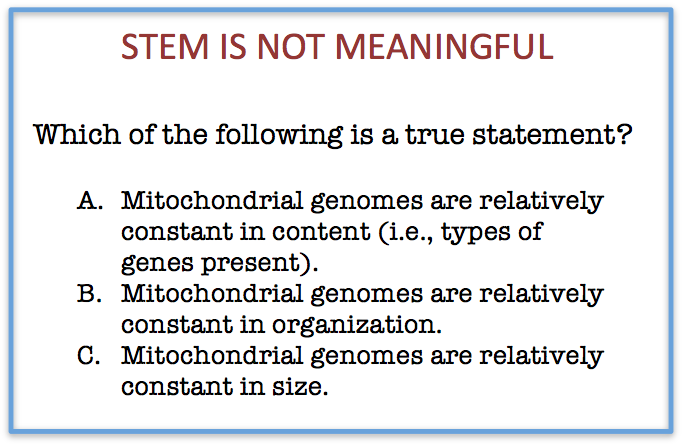 STEM IS NOT MEANINGFUL
Which of the following is a true statement?
A. Mitochondrial genomes are relatively
constant in content (i.e., types of
genes present).
B. Mitochondrial genomes are relatively
constant in organization.
C. Mitochondrial genomes are relatively
constant in size.